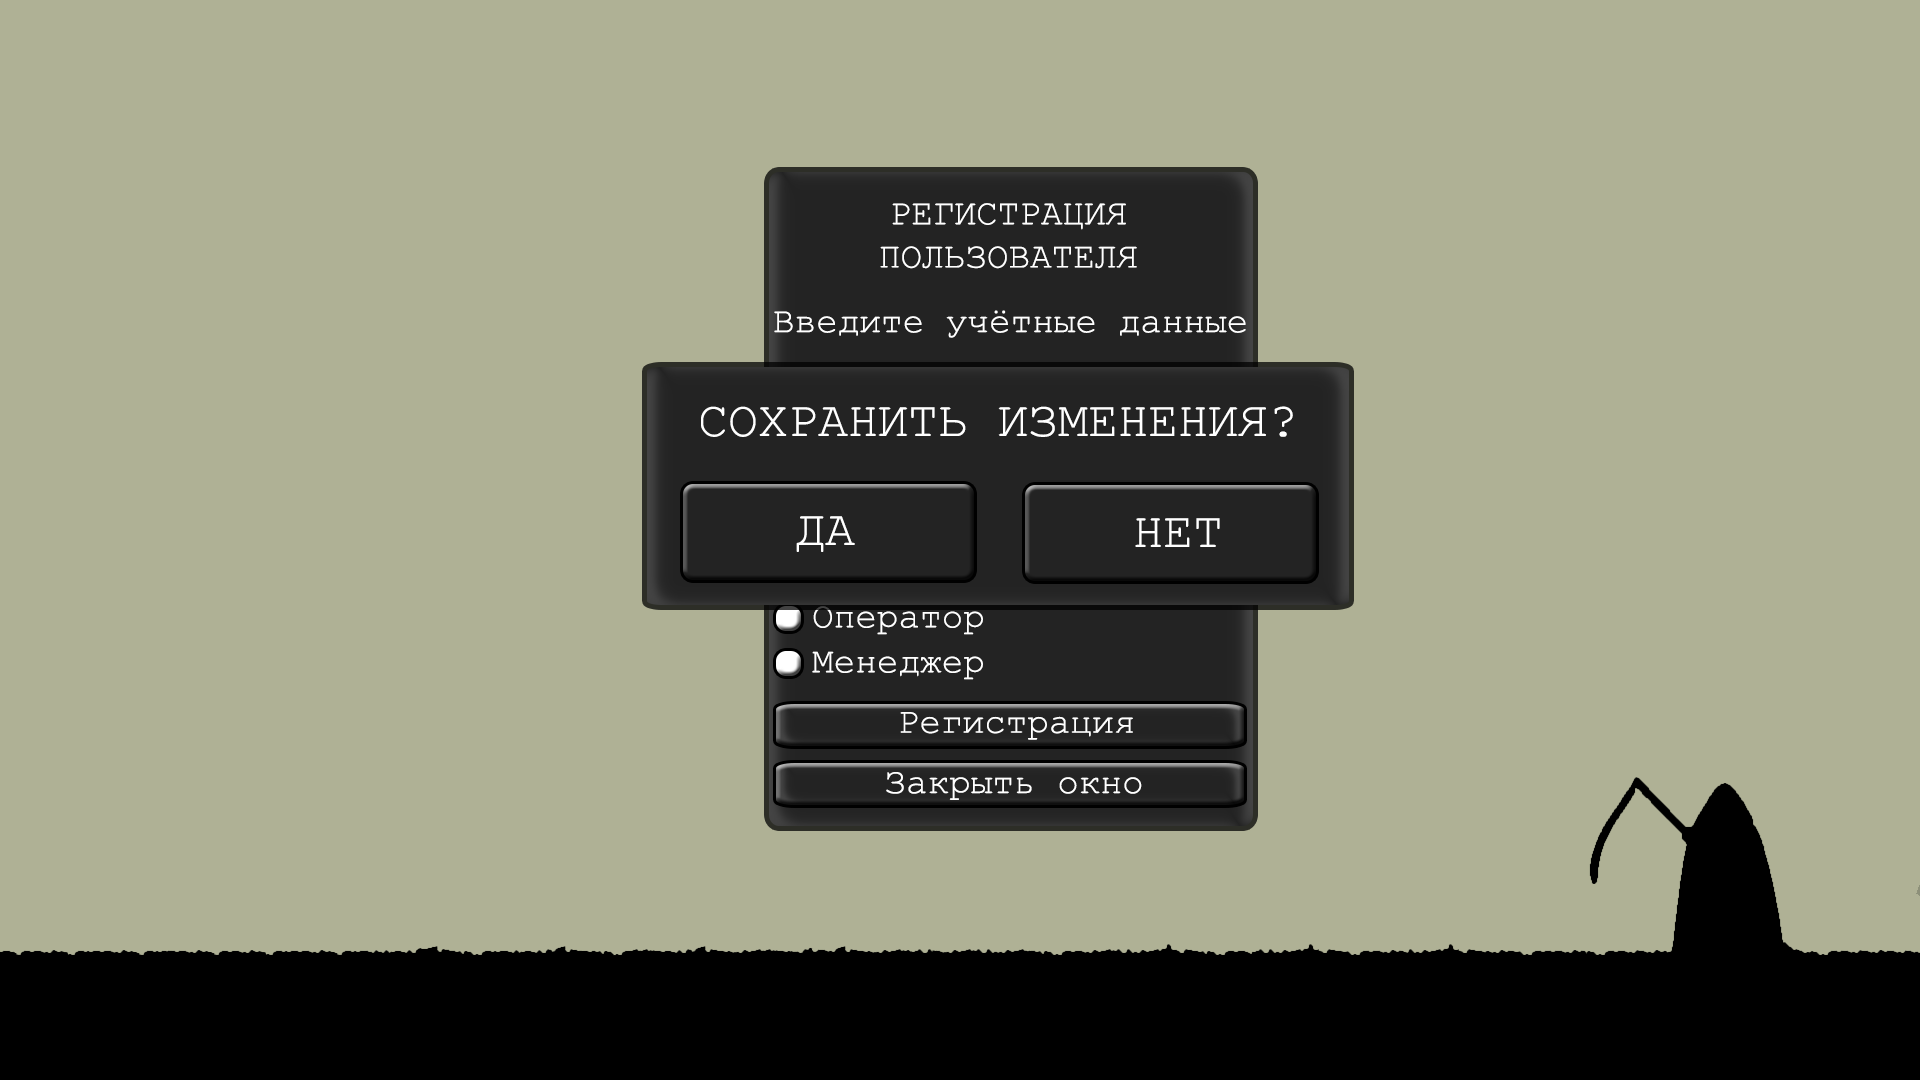 РЕГИСТРАЦИЯ
ПОЛЬЗОВАТЕЛЯ
Введите учётные данные
СОХРАНИТЬ ИЗМЕНЕНИЯ?
ДА
НЕТ
Оператор
Менеджер
Регистрация
Закрыть окно